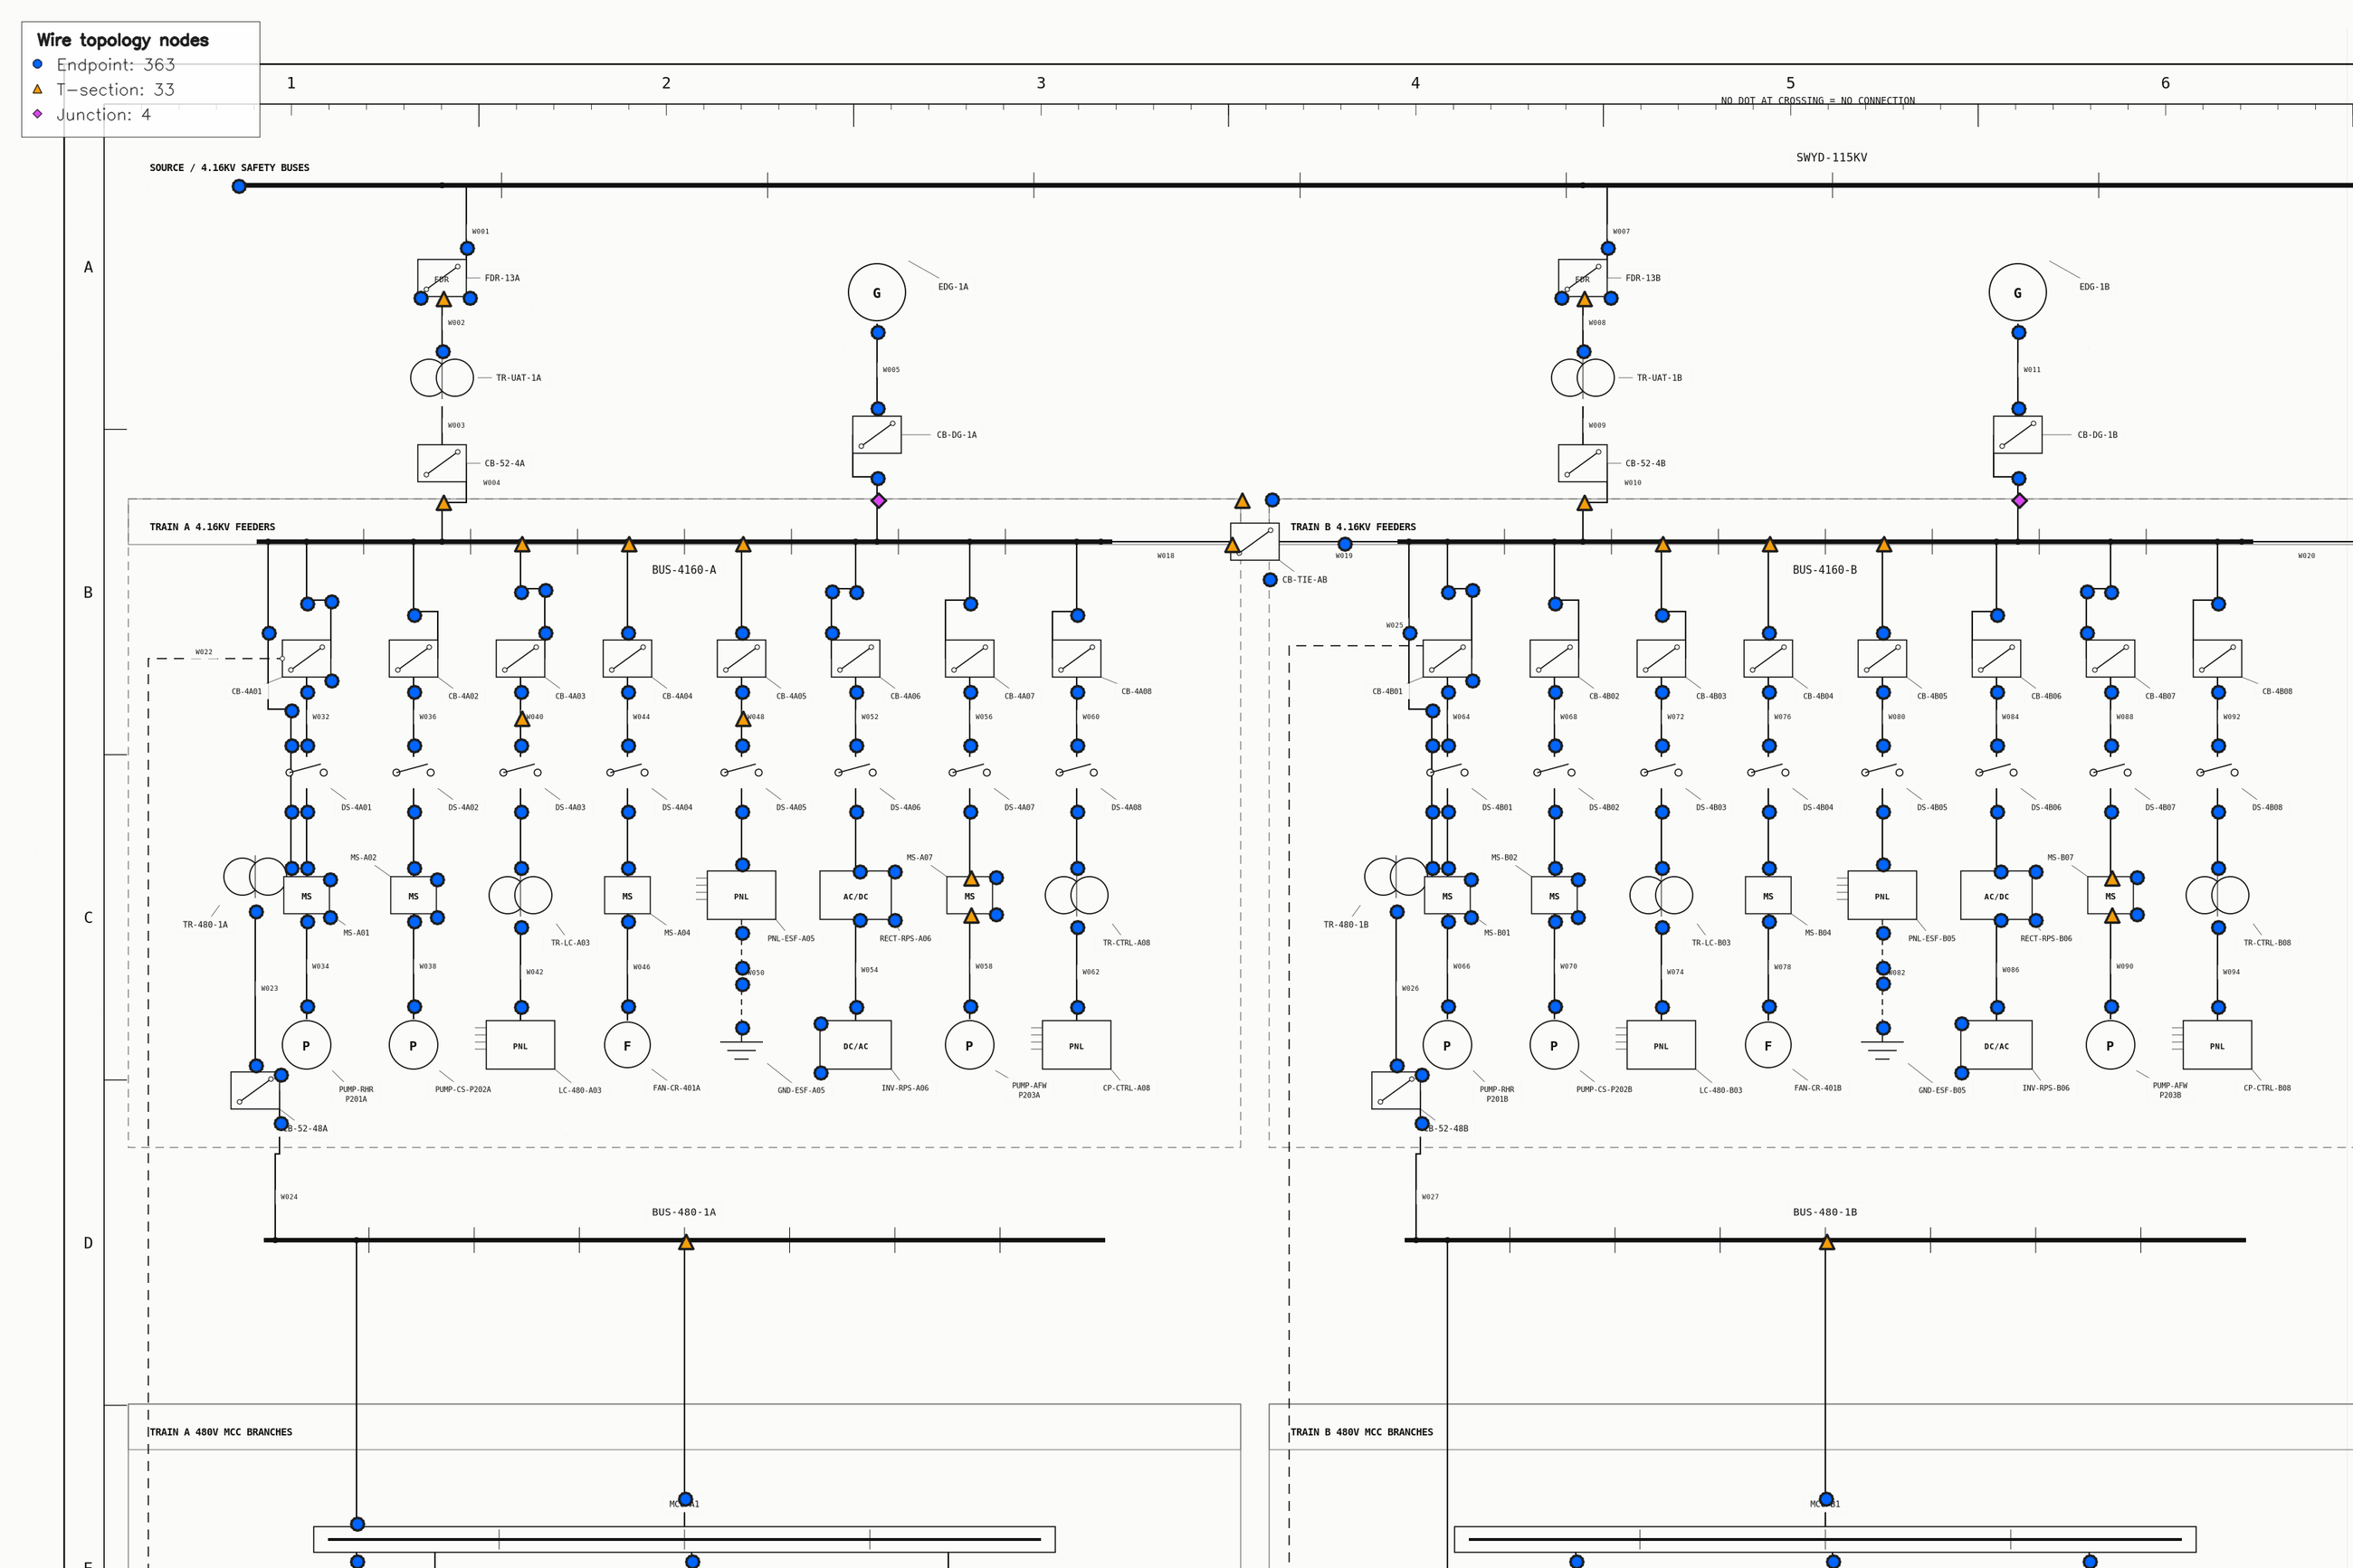 Wire topology nodes
Endpoint: 363
T-section: 33
Junction: 4
1 2 3 4 5 6
NO DOT AT CROSSING = NO CONNECTION
SOURCE / 4.16KV SAFETY BUSES
SWYD-115KV
W001
W007
A
FDR
FDR-13A
FDR
FDR-13B
G
EDG-1A
G
EDG-1B
W002
W008
TR-UAT-1A
W005
TR-UAT-1B
W011
W003
CB-DG-1A
W009
CB-DG-1B
CB-52-4A
CB-52-4B
W004
W010
TRAIN A 4.16KV FEEDERS
TRAIN B 4.16KV FEEDERS
W018
W019
W020
BUS-4160-A
CB-TIE-AB
BUS-4160-B
B
W022
W025
CB-4A01
CB-4A02
CB-4A03
CB-4A04
CB-4A05
CB-4A06
CB-4A07
CB-4A08
CB-4B01
CB-4B02
CB-4B03
CB-4B04
CB-4B05
CB-4B06
CB-4B07
CB-4B08
W032
W036
W040
W044
W048
W052
W056
W060
W064
W068
W072
W076
W080
W084
W088
W092
DS-4A01
DS-4A02
DS-4A03
DS-4A04
DS-4A05
DS-4A06
DS-4A07
DS-4A08
DS-4B01
DS-4B02
DS-4B03
DS-4B04
DS-4B05
DS-4B06
DS-4B07
DS-4B08
MS-A02
MS-A07
MS-B02
MS-B07
C
MS
MS
MS
PNL
AC/DC
MS
MS
MS
MS
PNL
AC/DC
MS
TR-480-1A
MS-A01
TR-LC-A03
MS-A04
PNL-ESF-A05
RECT-RPS-A06
TR-CTRL-A08
TR-480-1B
MS-B01
TR-LC-B03
MS-B04
PNL-ESF-B05
RECT-RPS-B06
TR-CTRL-B08
W034
W038
W042
W046
W050
W054
W058
W062
W066
W070
W074
W078
W082
W086
W090
W094
W023
W026
P
P
PNL
F
DC/AC
P
PNL
P
P
PNL
F
DC/AC
P
PNL
PUMP-RHR
P201A
PUMP-CS-P202A
LC-480-A03
FAN-CR-401A
GND-ESF-A05
INV-RPS-A06
PUMP-AFW
P203A
CP-CTRL-A08
PUMP-RHR
P201B
PUMP-CS-P202B
LC-480-B03
FAN-CR-401B
GND-ESF-B05
INV-RPS-B06
PUMP-AFW
P203B
CP-CTRL-B08
CB-52-48A
CB-52-48B
W024
W027
BUS-480-1A
BUS-480-1B
D
TRAIN A 480V MCC BRANCHES
TRAIN B 480V MCC BRANCHES